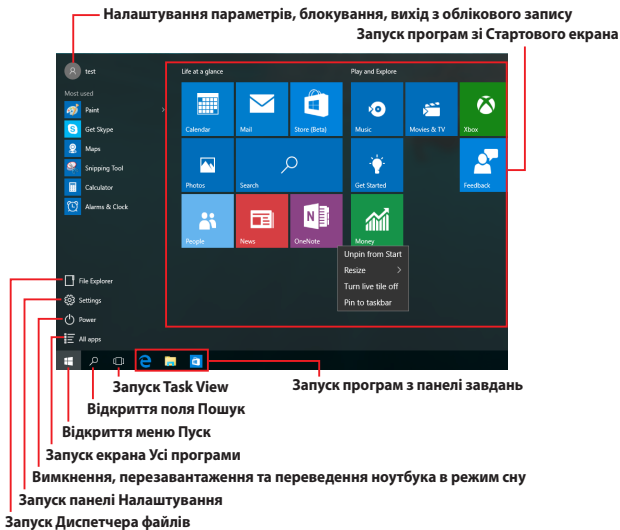 Налаштування параметрів, блокування, вихід з облікового запису
Запуск програм зі Стартового екрана
test
Life at a glance
Play and Explore
Most used
Paint
Get Skype
Maps
Snipping Tool
Calculator
Alarms & Clock
Calendar
Mail
Store (Beta)
Music
Movies & TV
Xbox
Photos
Search
Get Started
Feedback
People
News
OneNote
Money
Unpin from Start
Resize
Turn live tile off
Pin to taskbar
File Explorer
Settings
Power
All apps
Запуск Task View
Запуск програм з панелі завдань
Відкриття поля Пошук
Відкриття меню Пуск
Запуск екрана Усі програми
Вимкнення, перезавантаження та переведення ноутбука в режим сну
Запуск панелі Налаштування
Запуск Диспетчера файлів